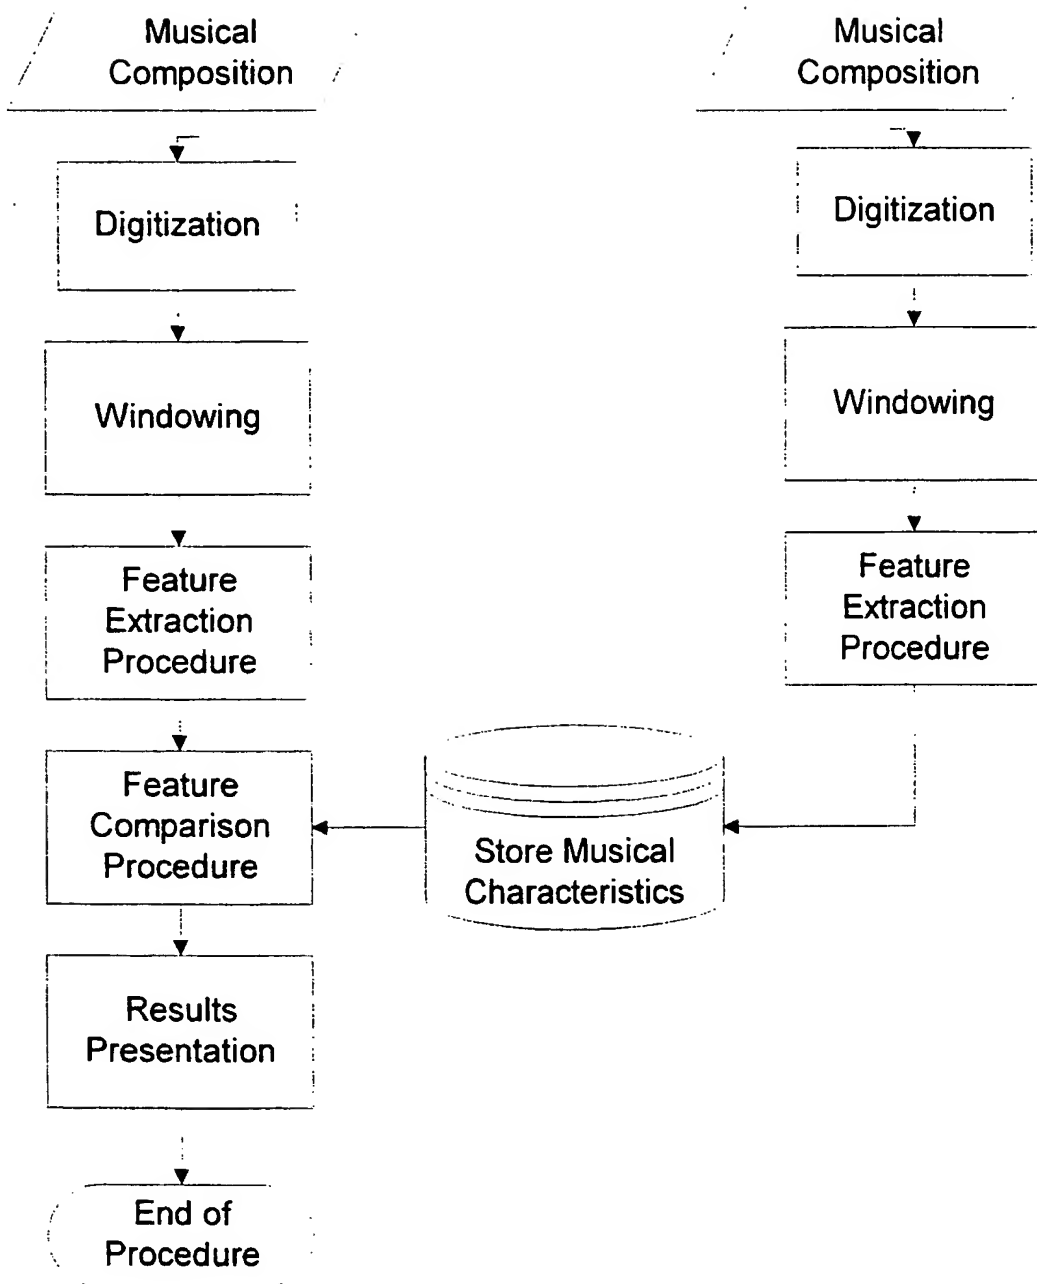 Musical
Composition
Digitization
Windowing
Feature
Extraction
Procedure
Feature
Comparison
Procedure
Results
Presentation
End of
Procedure
Musical
Composition
Digitization
Windowing
Feature
Extraction
Procedure
Store Musical
Characteristics